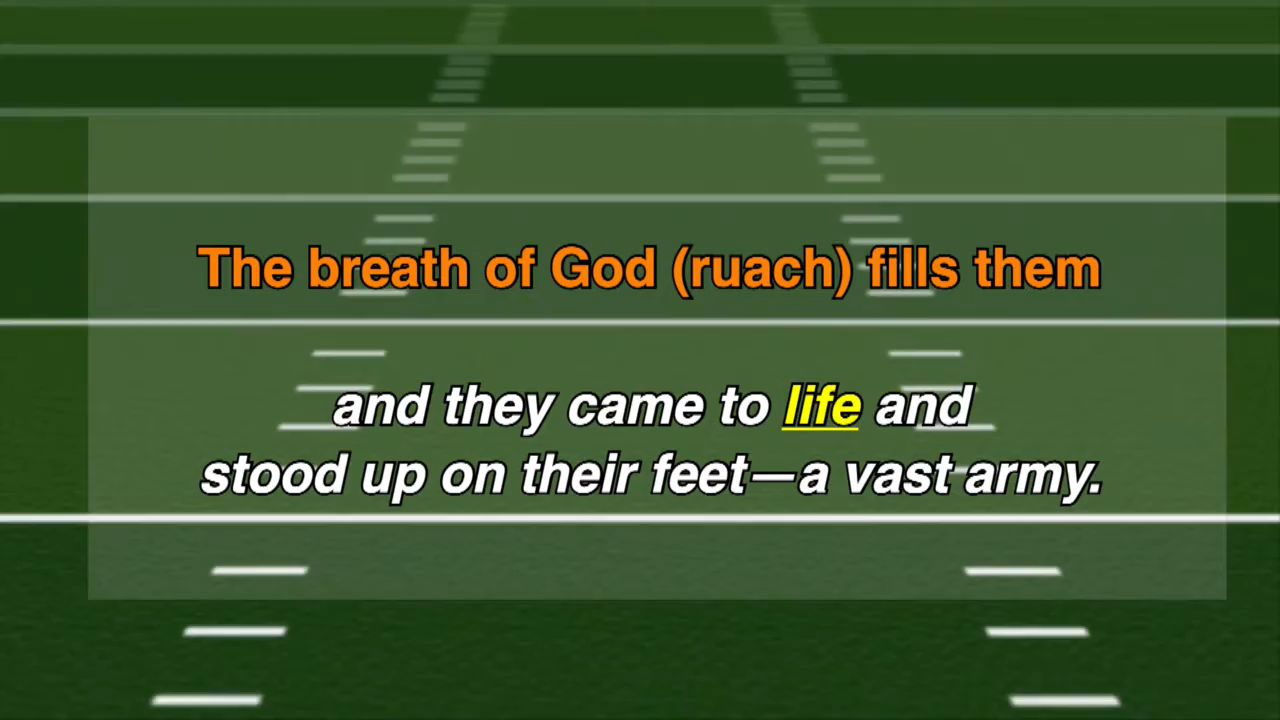 The breath of God (ruach) fills them
and they came to life and
stood up on their feet—a vast army.